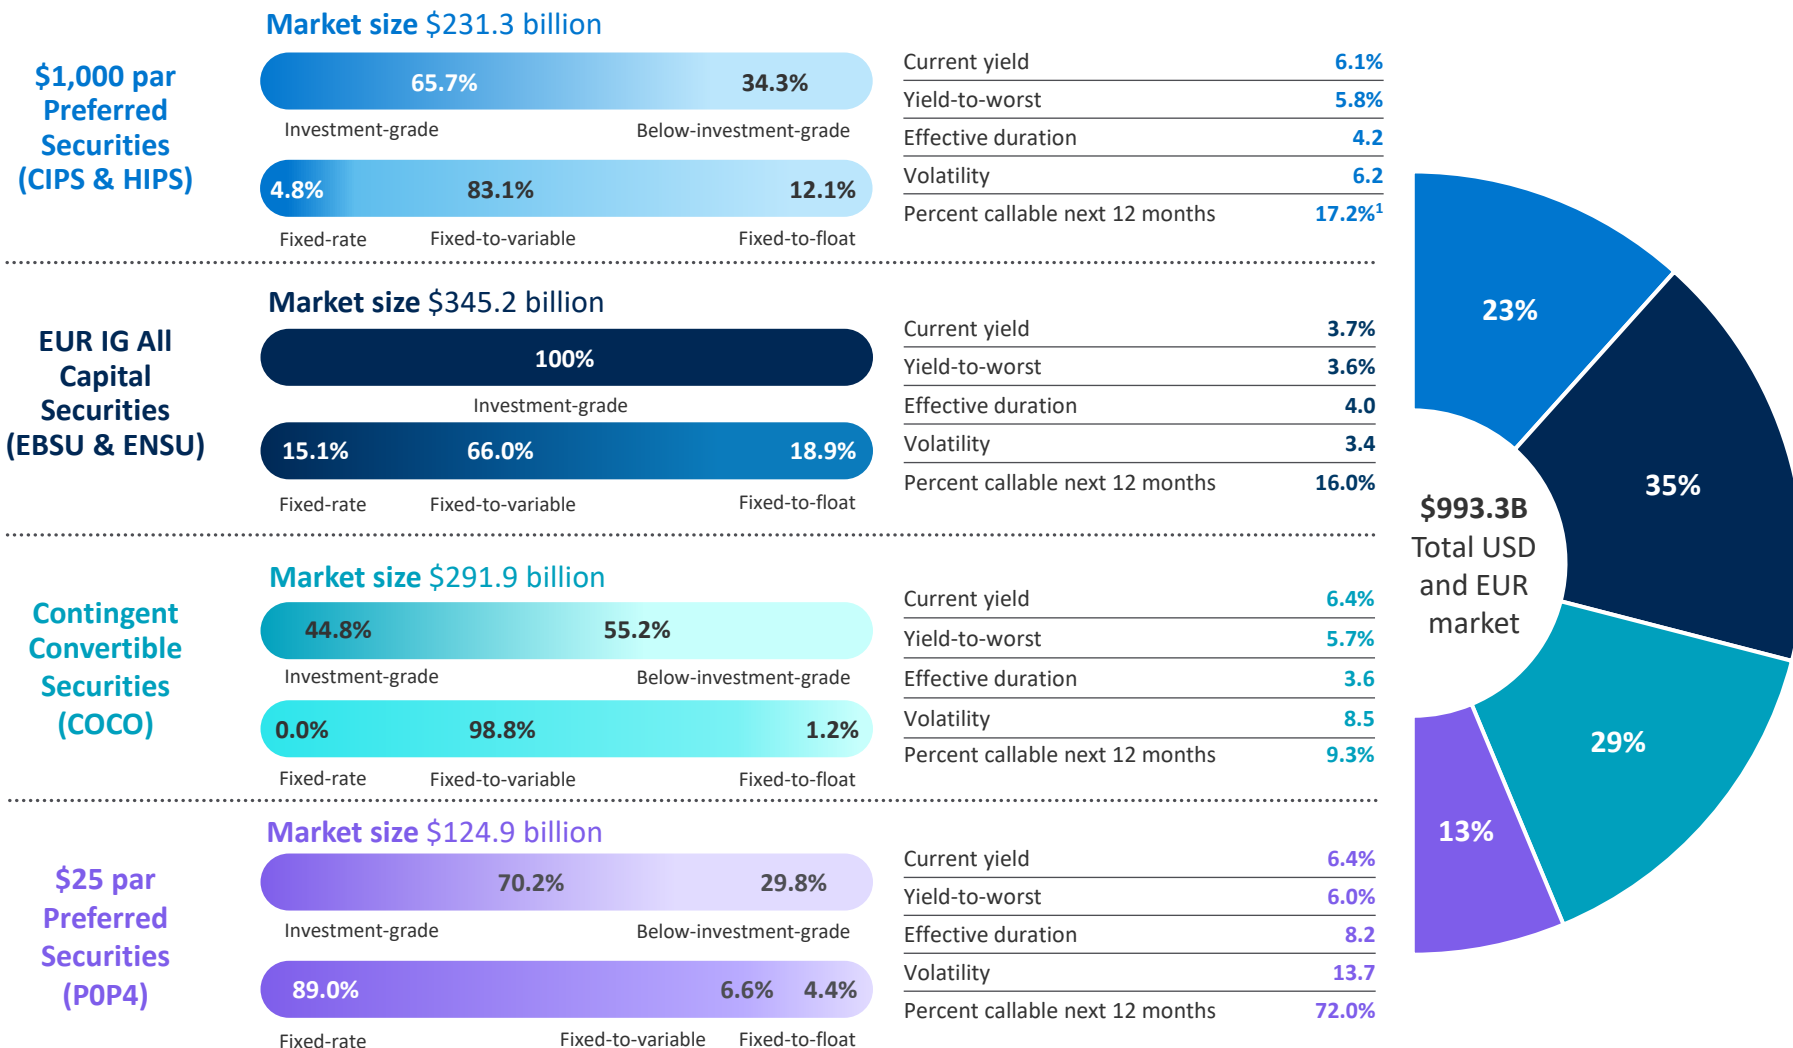 $1,000 par
Preferred
Securities
(CIPS & HIPS)
Market size $231.3 billion
65.7% 34.3%
Investment-grade Below-investment-grade
4.8% 83.1% 12.1%
Fixed-rate Fixed-to-variable Fixed-to-float
Current yield 6.1%
Yield-to-worst 5.8%
Effective duration 4.2
Volatility 6.2
Percent callable next 12 months 17.2%¹
EUR IG All
Capital
Securities
(EBSU & ENSU)
Market size $345.2 billion
100%
Investment-grade
15.1% 66.0% 18.9%
Fixed-rate Fixed-to-variable Fixed-to-float
Current yield 3.7%
Yield-to-worst 3.6%
Effective duration 4.0
Volatility 3.4
Percent callable next 12 months 16.0%
Contingent
Convertible
Securities
(COCO)
Market size $291.9 billion
44.8% 55.2%
Investment-grade Below-investment-grade
0.0% 98.8% 1.2%
Fixed-rate Fixed-to-variable Fixed-to-float
Current yield 6.4%
Yield-to-worst 5.7%
Effective duration 3.6
Volatility 8.5
Percent callable next 12 months 9.3%
$25 par
Preferred
Securities
(P0P4)
Market size $124.9 billion
70.2% 29.8%
Investment-grade Below-investment-grade
89.0% 6.6% 4.4%
Fixed-rate Fixed-to-variable Fixed-to-float
Current yield 6.4%
Yield-to-worst 6.0%
Effective duration 8.2
Volatility 13.7
Percent callable next 12 months 72.0%
23%
35%
$993.3B
Total USD
and EUR
market
29%
13%